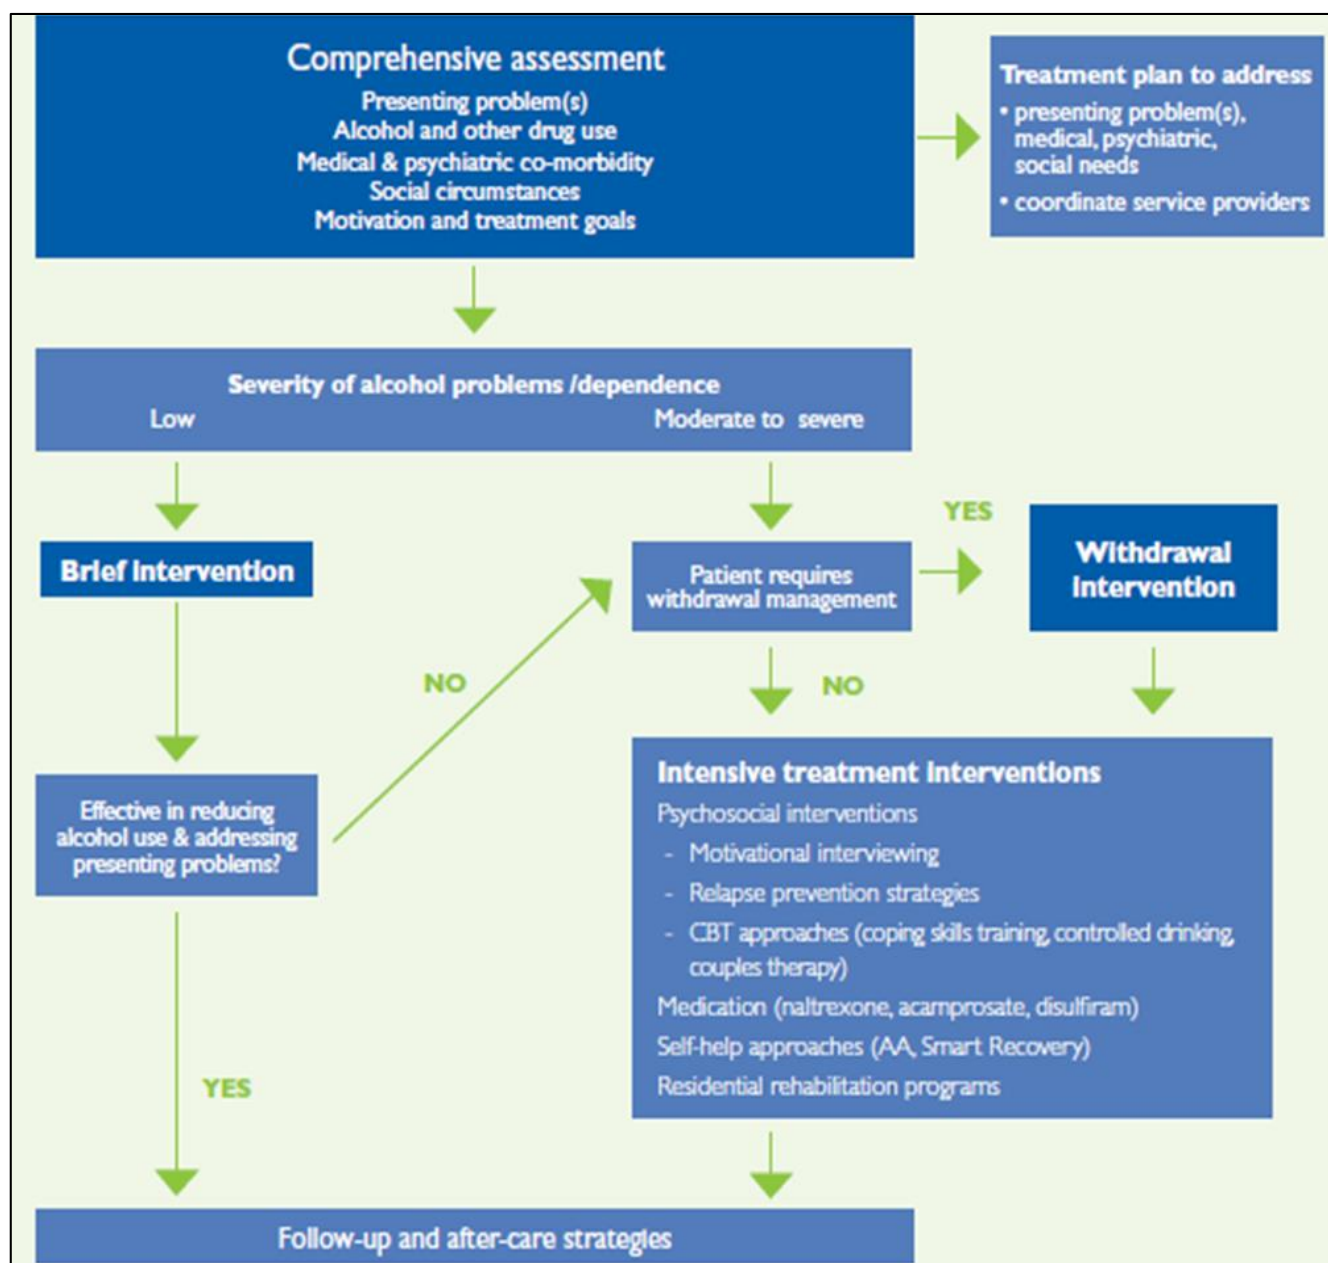 Comprehensive assessment
Presenting problem(s)
Alcohol and other drug use
Medical & psychiatric co-morbidity
Social circumstances
Motivation and treatment goals
Treatment plan to address
• presenting problem(s),
medical, psychiatric,
social needs
• coordinate service providers
Severity of alcohol problems /dependence
Low
Moderate to severe
Brief intervention
Patient requires
withdrawal management
YES
Withdrawal
intervention
NO
NO
Effective in reducing
alcohol use & addressing
presenting problems?
Intensive treatment interventions
Psychosocial interventions
- Motivational interviewing
- Relapse prevention strategies
- CBT approaches (coping skills training, controlled drinking,
couples therapy)
Medication (naltrexone, acamprosate, disulfiram)
Self-help approaches (AA, Smart Recovery)
Residential rehabilitation programs
YES
Follow-up and after-care strategies